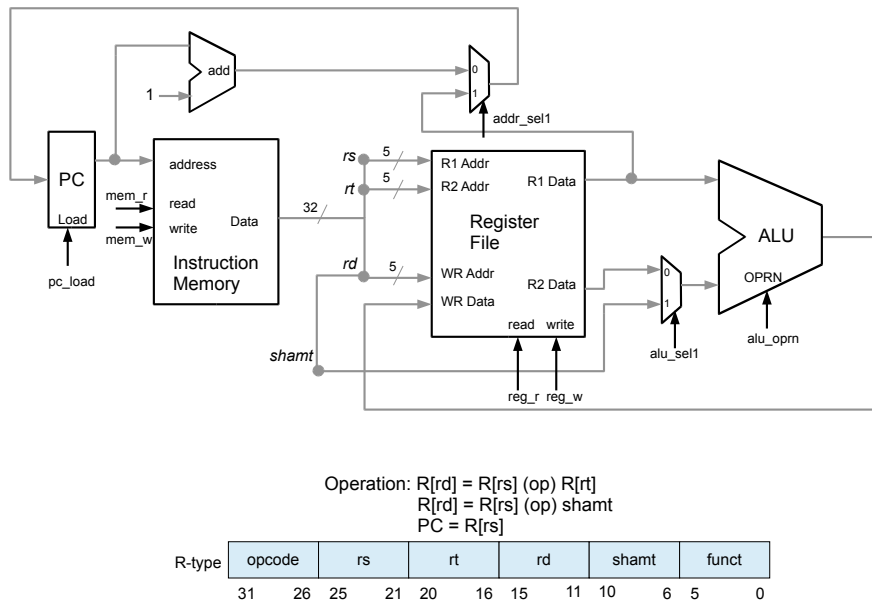 add
0
1
1
addr_sel1
PC
Load
pc_load
address
read
write
Data
Instruction
Memory
mem_r
mem_w
32
rs
5
rt
5
rd
5
shamt
R1 Addr
R2 Addr
R1 Data
Register
File
WR Addr
WR Data
R2 Data
read write
reg_r reg_w
0
1
alu_sel1
ALU
OPRN
alu_oprn
Operation: R[rd] = R[rs] (op) R[rt]
R[rd] = R[rs] (op) shamt
PC = R[rs]
R-type opcode rs rt rd shamt funct
31 26 25 21 20 16 15 11 10 6 5 0